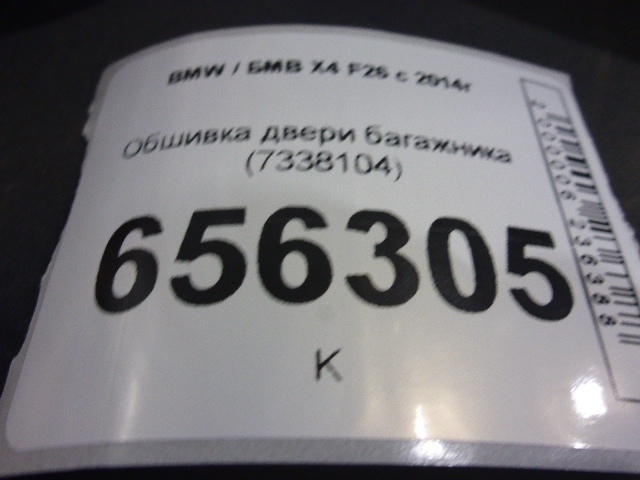 BMW / БМВ X4 F26 с 2014г
Обшивка двери багажника
(7338104)
656305
К